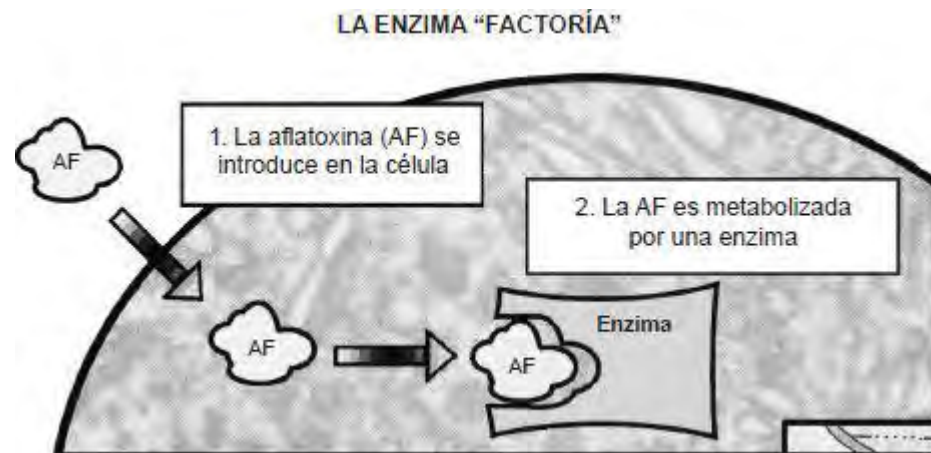 LA ENZIMA “FACTORÍA”
AF
1. La aflatoxina (AF) se
introduce en la célula
2. La AF es metabolizada
por una enzima
AF
AF
Enzima